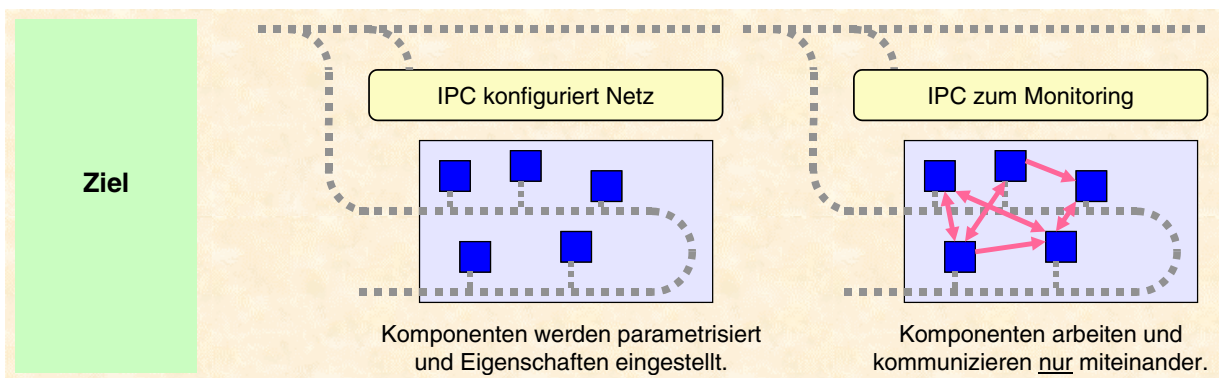 Ziel
IPC konfiguriert Netz
Komponenten werden parametrisiert
und Eigenschaften eingestellt.
IPC zum Monitoring
Komponenten arbeiten und
kommunizieren nur miteinander.